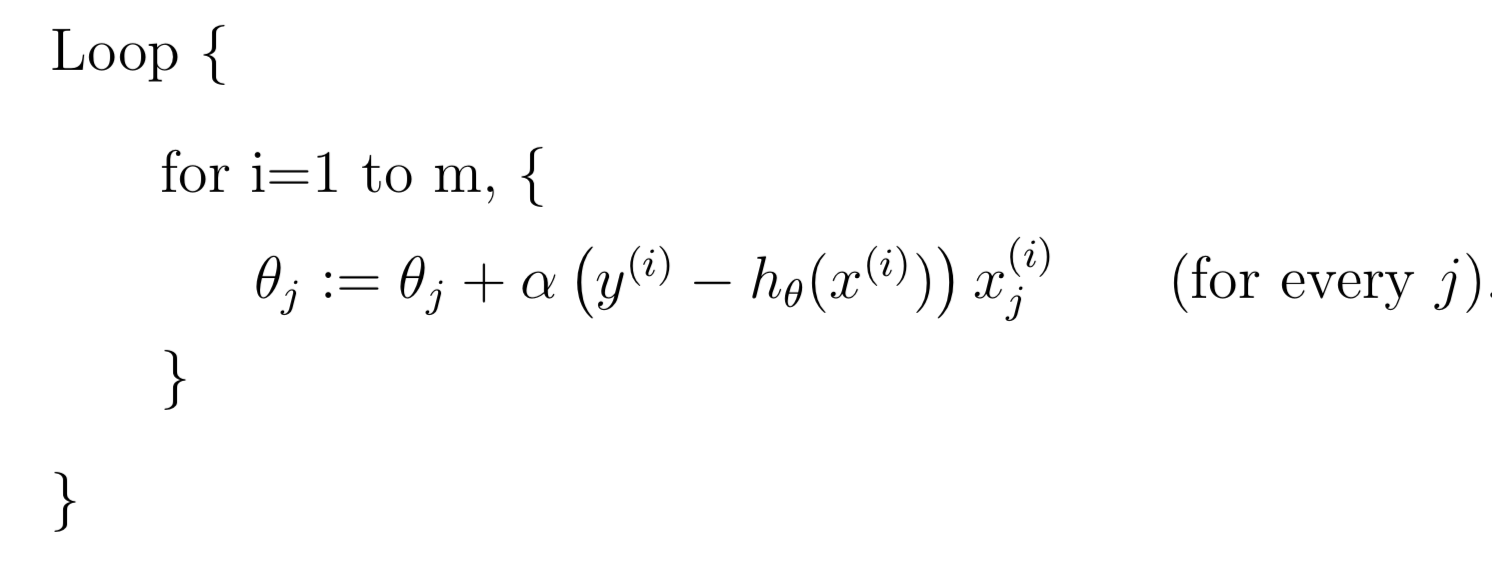 Loop {
for i=1 to m, {
θ_j := θ_j + α (y^{(i)} − h_θ(x^{(i)})) x_j^{(i)} (for every j).
}
}